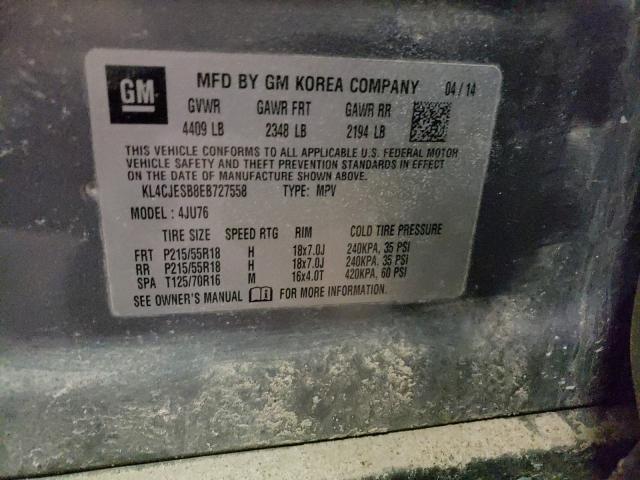 GM
MFD BY GM KOREA COMPANY 04 / 14
GVWR GAWR FRT GAWR RR
4409 LB 2348 LB 2194 LB
THIS VEHICLE CONFORMS TO ALL APPLICABLE U.S. FEDERAL MOTOR
VEHICLE SAFETY AND THEFT PREVENTION STANDARDS IN EFFECT
ON THE DATE OF MANUFACTURE SHOWN ABOVE.
KL4CJESB8EB727558 TYPE: MPV
MODEL : 4JU76
TIRE SIZE SPEED RTG RIM COLD TIRE PRESSURE
FRT P215/55R18 H 18x7.0J 240KPA, 35 PSI
RR P215/55R18 H 18x7.0J 240KPA, 35 PSI
SPA T125/70R16 M 16x4.0T 420KPA, 60 PSI
SEE OWNER'S MANUAL FOR MORE INFORMATION.